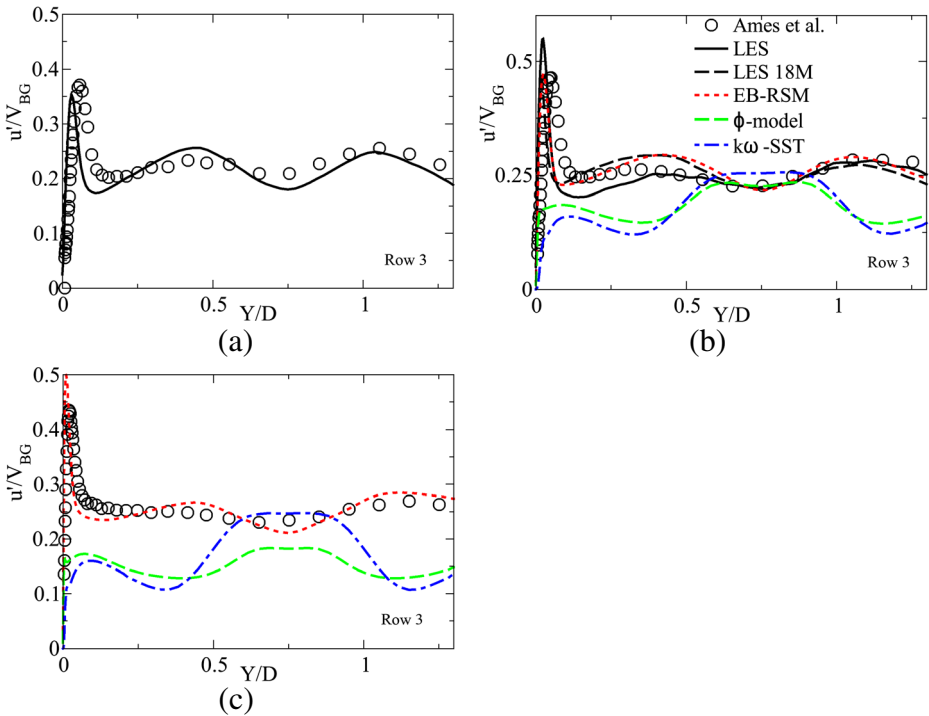 0.5
0.4
0.3
0.2
0.1
0
u'/V_BG
0 0.5 1
Y/D
Row 3
(a)
0.5
0.25
0
u'/V_BG
0 0.5 1
Y/D
Ames et al.
LES
LES 18M
EB-RSM
ϕ-model
kω -SST
Row 3
(b)
0.5
0.4
0.3
0.2
0.1
0
u'/V_BG
0 0.5 1
Y/D
Row 3
(c)